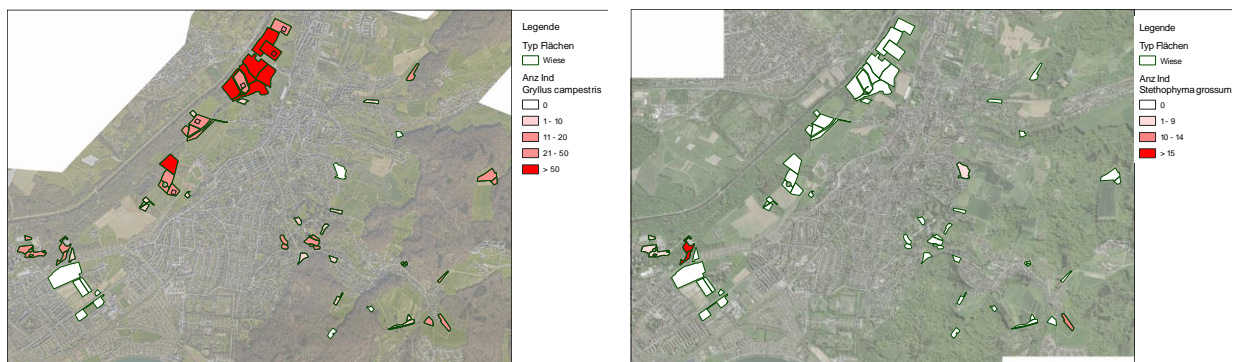 Legende
Typ Flächen
Wiese
Anz Ind
Gryllus campestris
0
1 - 10
11 - 20
21 - 50
> 50
Legende
Typ Flächen
Wiese
Anz Ind
Stethophyma grossum
0
1 - 9
10 - 14
> 15